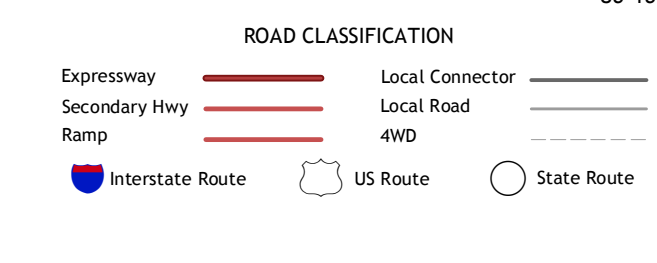 ROAD CLASSIFICATION
Expressway
Local Connector
Secondary Hwy
Local Road
Ramp
4WD
Interstate Route
US Route
State Route